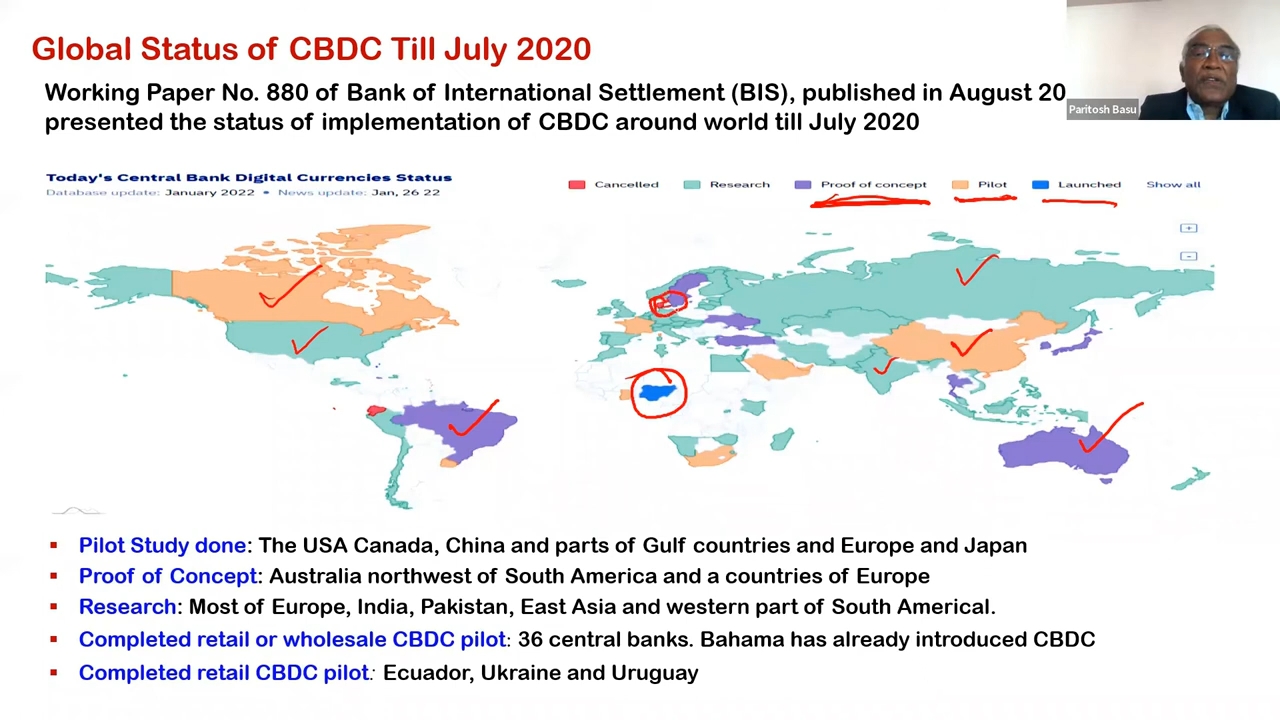 Global Status of CBDC Till July 2020
Working Paper No. 880 of Bank of International Settlement (BIS), published in August 20
presented the status of implementation of CBDC around world till July 2020
Paritosh Basu
Today's Central Bank Digital Currencies Status
Database update: January 2022 • News update: Jan, 26 22
Cancelled Research Proof of concept Pilot Launched Show all
+
-
▪ Pilot Study done: The USA Canada, China and parts of Gulf countries and Europe and Japan
▪ Proof of Concept: Australia northwest of South America and a countries of Europe
▪ Research: Most of Europe, India, Pakistan, East Asia and western part of South Americal.
▪ Completed retail or wholesale CBDC pilot: 36 central banks. Bahama has already introduced CBDC
▪ Completed retail CBDC pilot: Ecuador, Ukraine and Uruguay